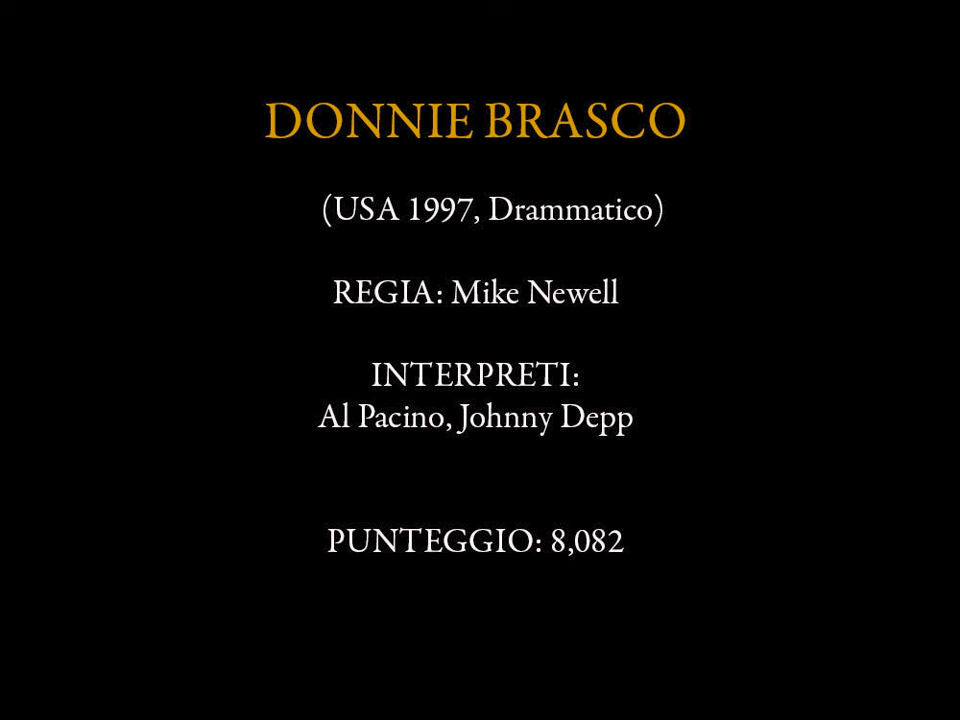 DONNIE BRASCO
(USA 1997, Drammatico)
REGIA: Mike Newell
INTERPRETI:
Al Pacino, Johnny Depp
PUNTEGGIO: 8,082